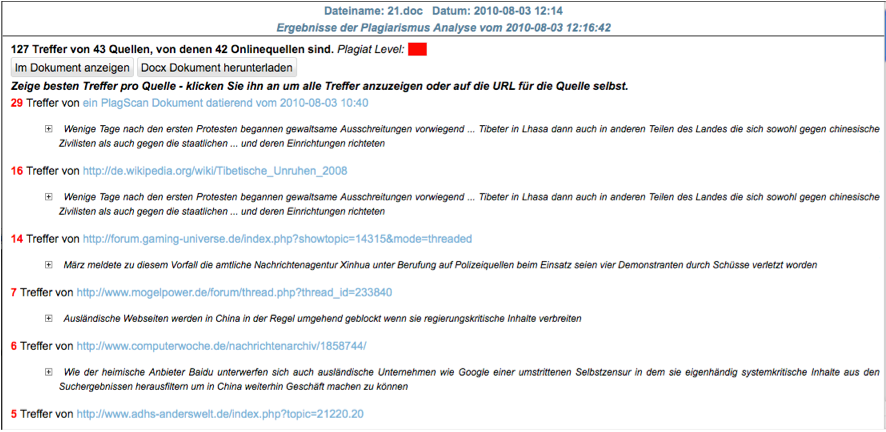 Dateiname: 21.doc Datum: 2010-08-03 12:14
Ergebnisse der Plagiarismus Analyse vom 2010-08-03 12:16:42
127 Treffer von 43 Quellen, von denen 42 Onlinequellen sind. Plagiat Level:
Im Dokument anzeigen Docx Dokument herunterladen
Zeige besten Treffer pro Quelle - klicken Sie ihn an um alle Treffer anzuzeigen oder auf die URL für die Quelle selbst.
29 Treffer von ein PlagScan Dokument datierend vom 2010-08-03 10:40
Wenige Tage nach den ersten Protesten begannen gewaltsame Ausschreitungen vorwiegend ... Tibeter in Lhasa dann auch in anderen Teilen des Landes die sich sowohl gegen chinesische
Zivilisten als auch gegen die staatlichen ... und deren Einrichtungen richteten
16 Treffer von http://de.wikipedia.org/wiki/Tibetische_Unruhen_2008
Wenige Tage nach den ersten Protesten begannen gewaltsame Ausschreitungen vorwiegend ... Tibeter in Lhasa dann auch in anderen Teilen des Landes die sich sowohl gegen chinesische
Zivilisten als auch gegen die staatlichen ... und deren Einrichtungen richteten
14 Treffer von http://forum.gaming-universe.de/index.php?showtopic=14315&mode=threaded
März meldete zu diesem Vorfall die amtliche Nachrichtenagentur Xinhua unter Berufung auf Polizeiquellen beim Einsatz seien vier Demonstranten durch Schüsse verletzt worden
7 Treffer von http://www.mogelpower.de/forum/thread.php?thread_id=233840
Ausländische Webseiten werden in China in der Regel umgehend geblockt wenn sie regierungskritische Inhalte verbreiten
6 Treffer von http://www.computerwoche.de/nachrichtenarchiv/1858744/
Wie der heimische Anbieter Baidu unterwerfen sich auch ausländische Unternehmen wie Google einer umstrittenen Selbstzensur in dem sie eigenhändig systemkritische Inhalte aus den
Suchergebnissen herausfiltern um in China weiterhin Geschäft machen zu können
5 Treffer von http://www.adhs-anderswelt.de/index.php?topic=21220.20